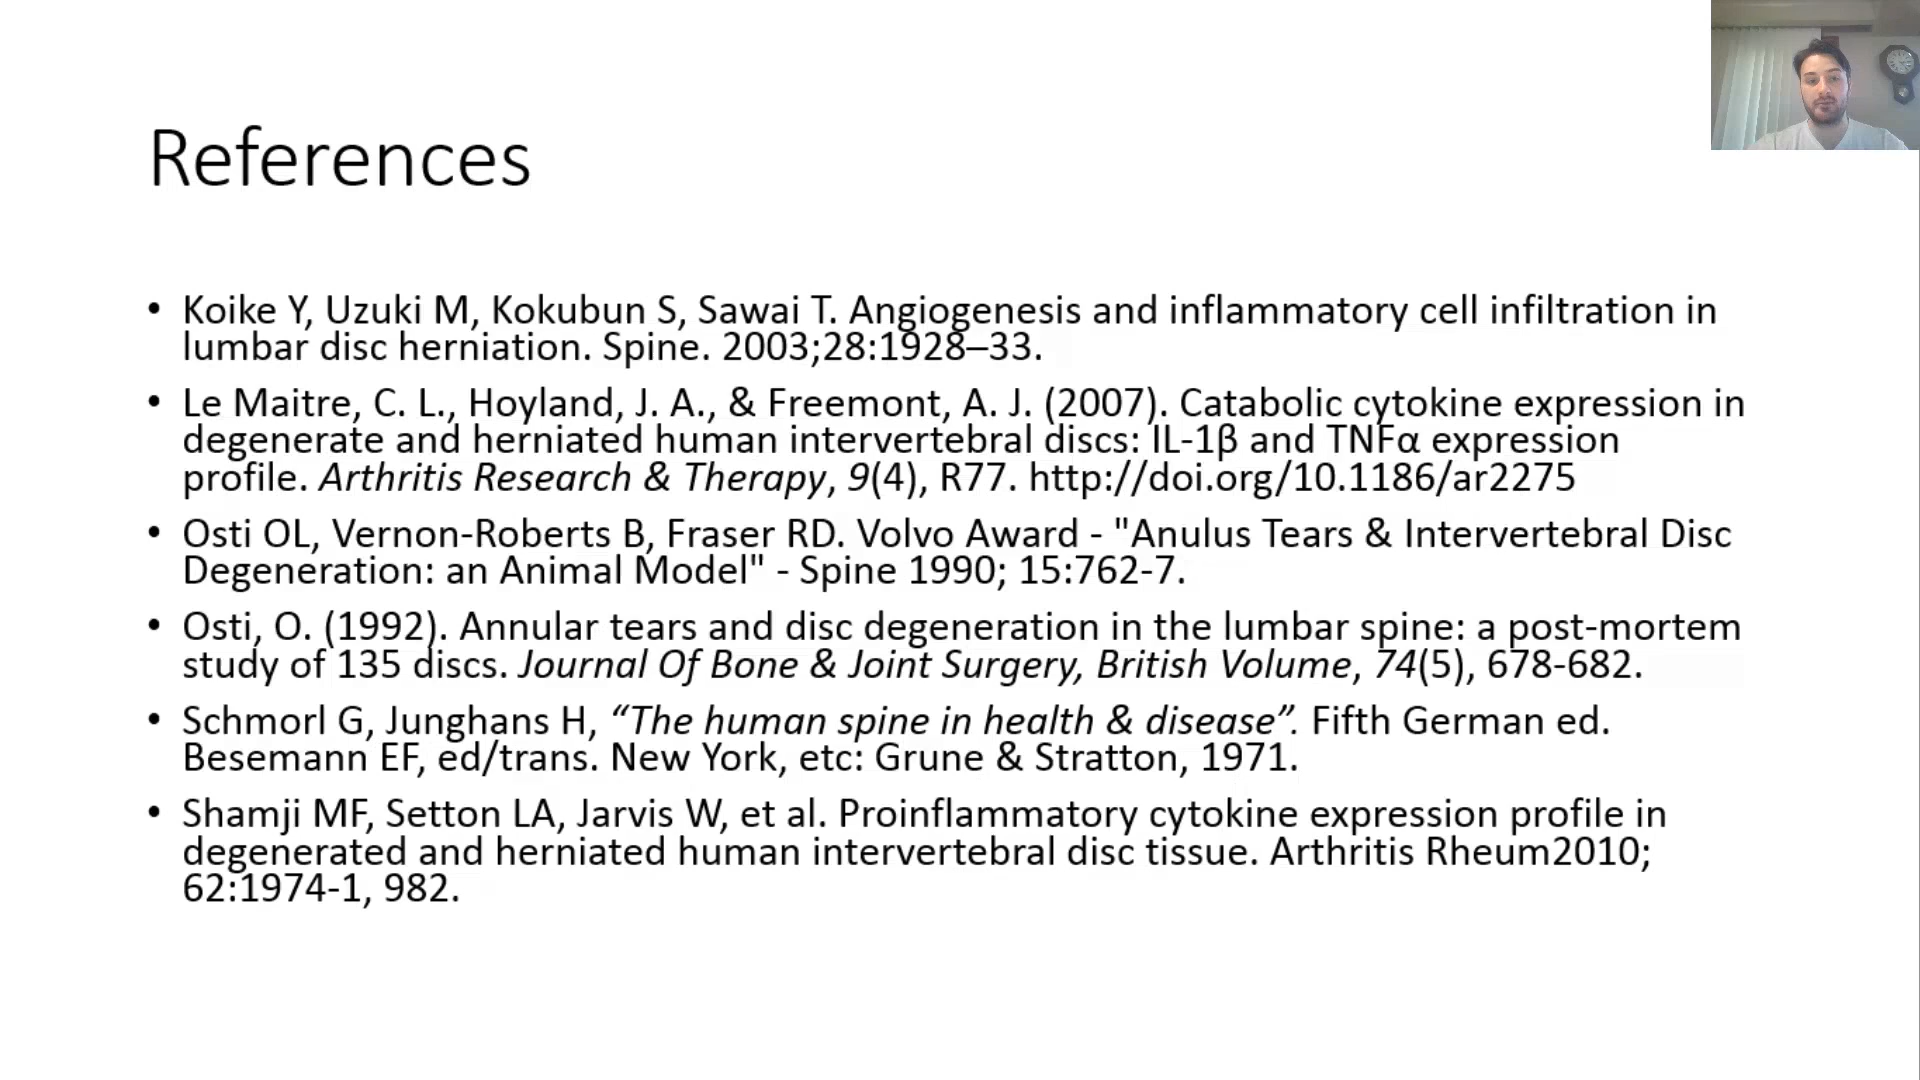 References
• Koike Y, Uzuki M, Kokubun S, Sawai T. Angiogenesis and inflammatory cell infiltration in
lumbar disc herniation. Spine. 2003;28:1928–33.
• Le Maitre, C. L., Hoyland, J. A., & Freemont, A. J. (2007). Catabolic cytokine expression in
degenerate and herniated human intervertebral discs: IL-1β and TNFα expression
profile. Arthritis Research & Therapy, 9(4), R77. http://doi.org/10.1186/ar2275
• Osti OL, Vernon-Roberts B, Fraser RD. Volvo Award - "Anulus Tears & Intervertebral Disc
Degeneration: an Animal Model" - Spine 1990; 15:762-7.
• Osti, O. (1992). Annular tears and disc degeneration in the lumbar spine: a post-mortem
study of 135 discs. Journal Of Bone & Joint Surgery, British Volume, 74(5), 678-682.
• Schmorl G, Junghans H, “The human spine in health & disease”. Fifth German ed.
Besemann EF, ed/trans. New York, etc: Grune & Stratton, 1971.
• Shamji MF, Setton LA, Jarvis W, et al. Proinflammatory cytokine expression profile in
degenerated and herniated human intervertebral disc tissue. Arthritis Rheum2010;
62:1974-1, 982.